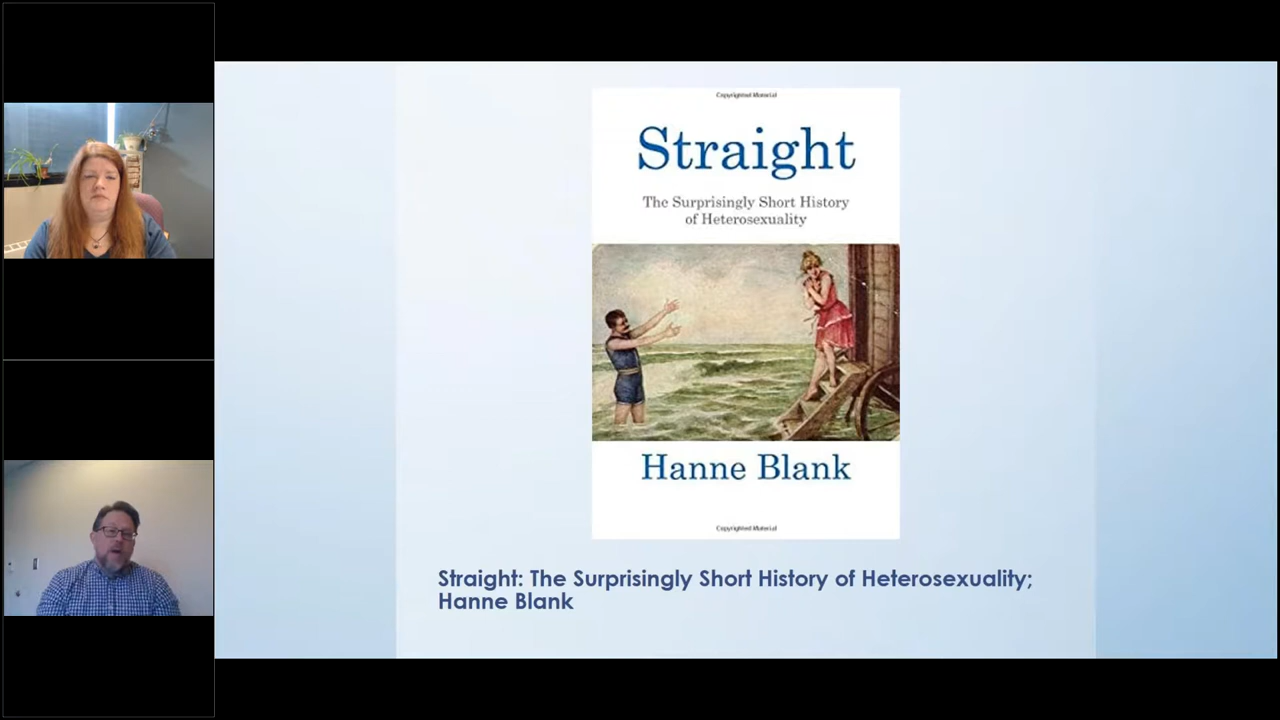 Copyrighted Material
Straight
The Surprisingly Short History
of Heterosexuality
Hanne Blank
Copyrighted Material
Straight: The Surprisingly Short History of Heterosexuality;
Hanne Blank